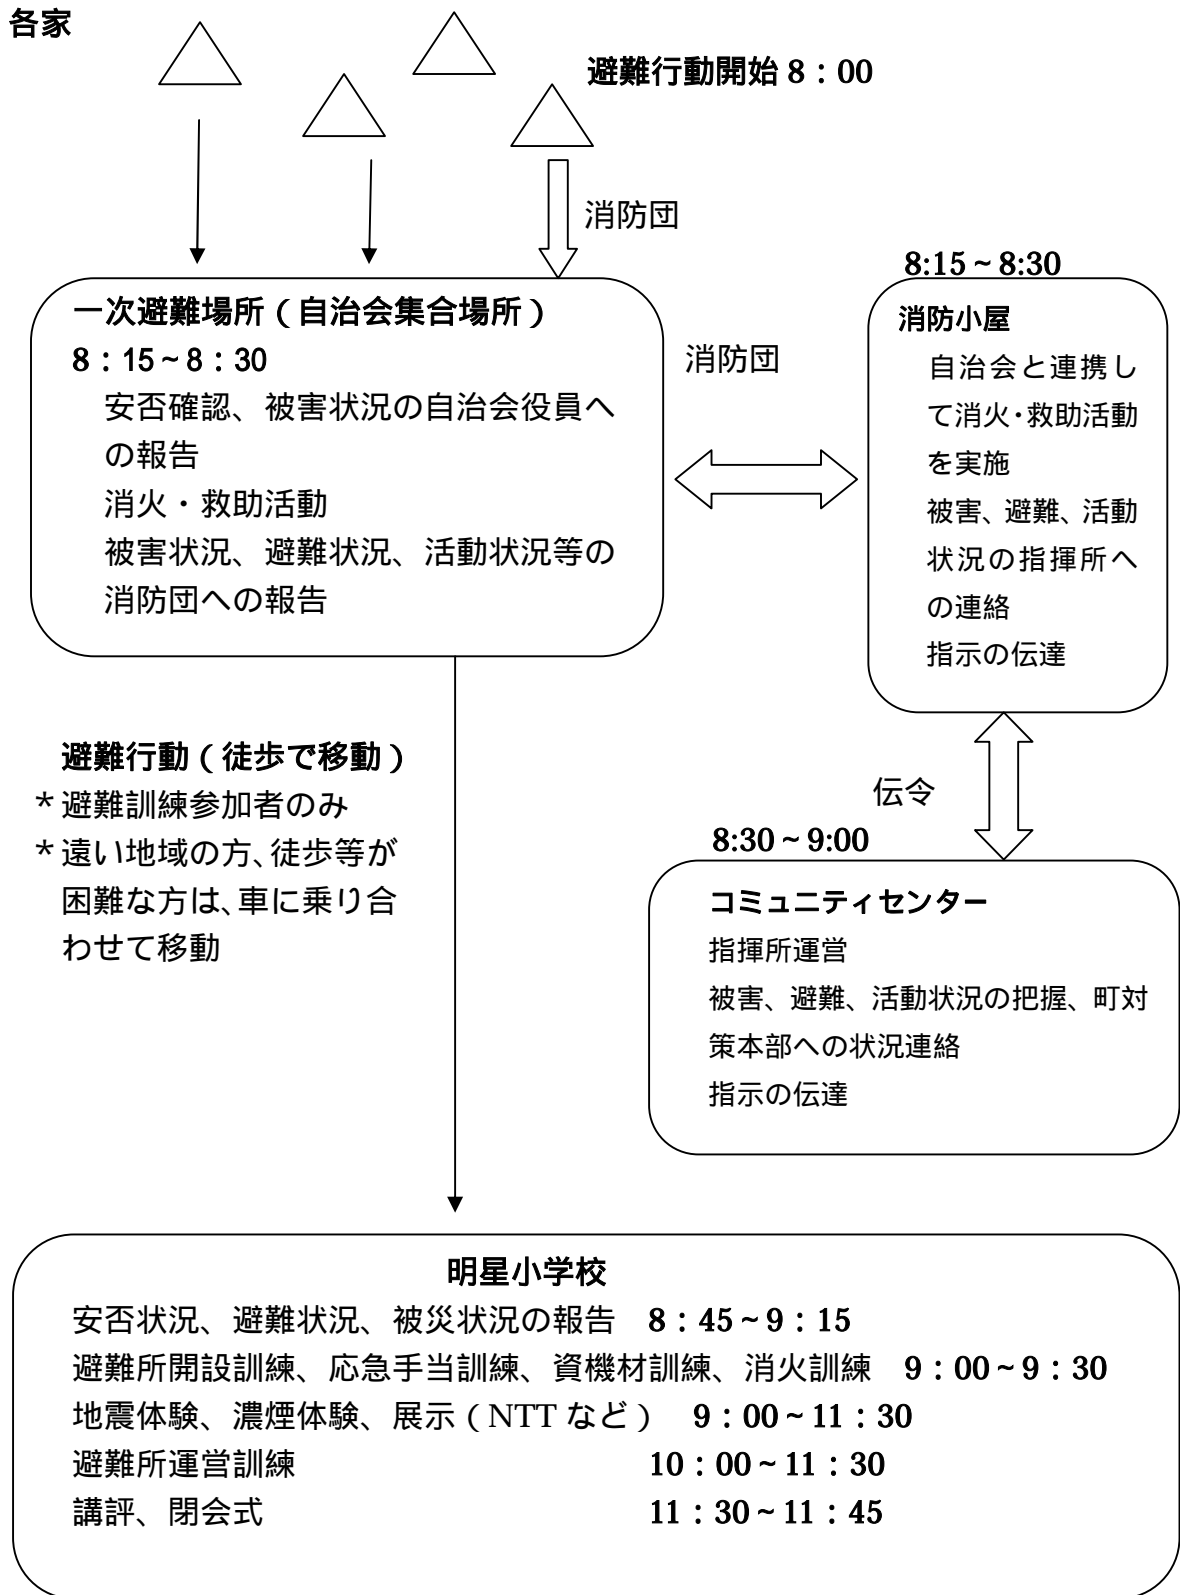 各家
避難行動開始 8：00
消防団
一次避難場所（自治会集合場所）
8：15～8：30
安否確認、被害状況の自治会役員へ
の報告
消火・救助活動
被害状況、避難状況、活動状況等の
消防団への報告
消防団
8:15～8:30
消防小屋
自治会と連携し
て消火・救助活動
を実施
被害、避難、活動
状況の指揮所へ
の連絡
指示の伝達
避難行動（徒歩で移動）
＊避難訓練参加者のみ
＊遠い地域の方、徒歩等が
困難な方は、車に乗り合
わせて移動
伝令
8:30～9:00
コミュニティセンター
指揮所運営
被害、避難、活動状況の把握、町対
策本部への状況連絡
指示の伝達
明星小学校
安否状況、避難状況、被災状況の報告 8：45～9：15
避難所開設訓練、応急手当訓練、資機材訓練、消火訓練 9：00～9：30
地震体験、濃煙体験、展示（NTT など） 9：00～11：30
避難所運営訓練 10：00～11：30
講評、閉会式 11：30～11：45